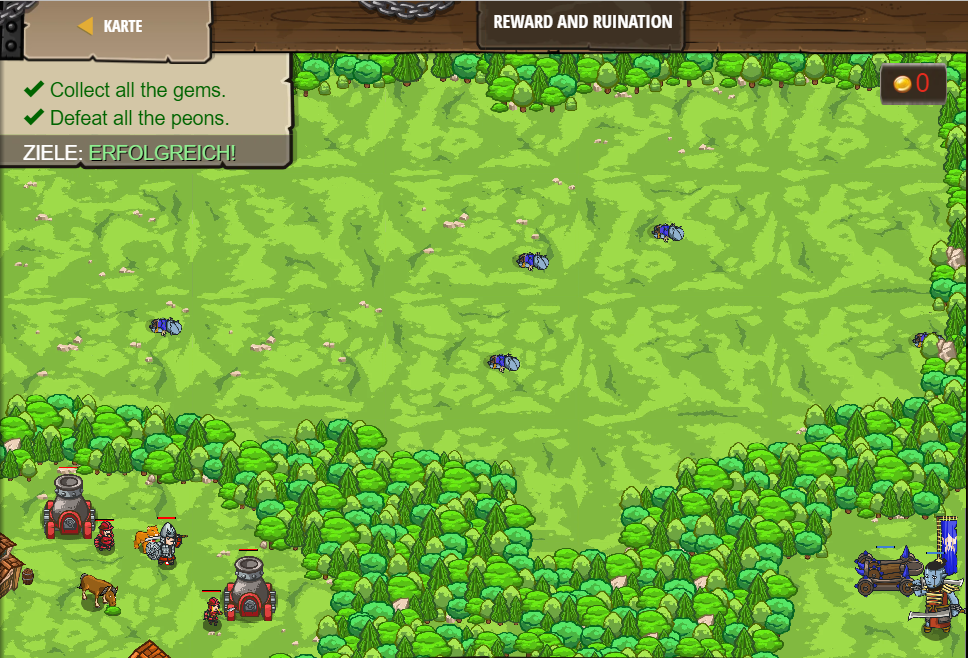 KARTE
REWARD AND RUINATION
0
Collect all the gems.
Defeat all the peons.
ZIELE: ERFOLGREICH!